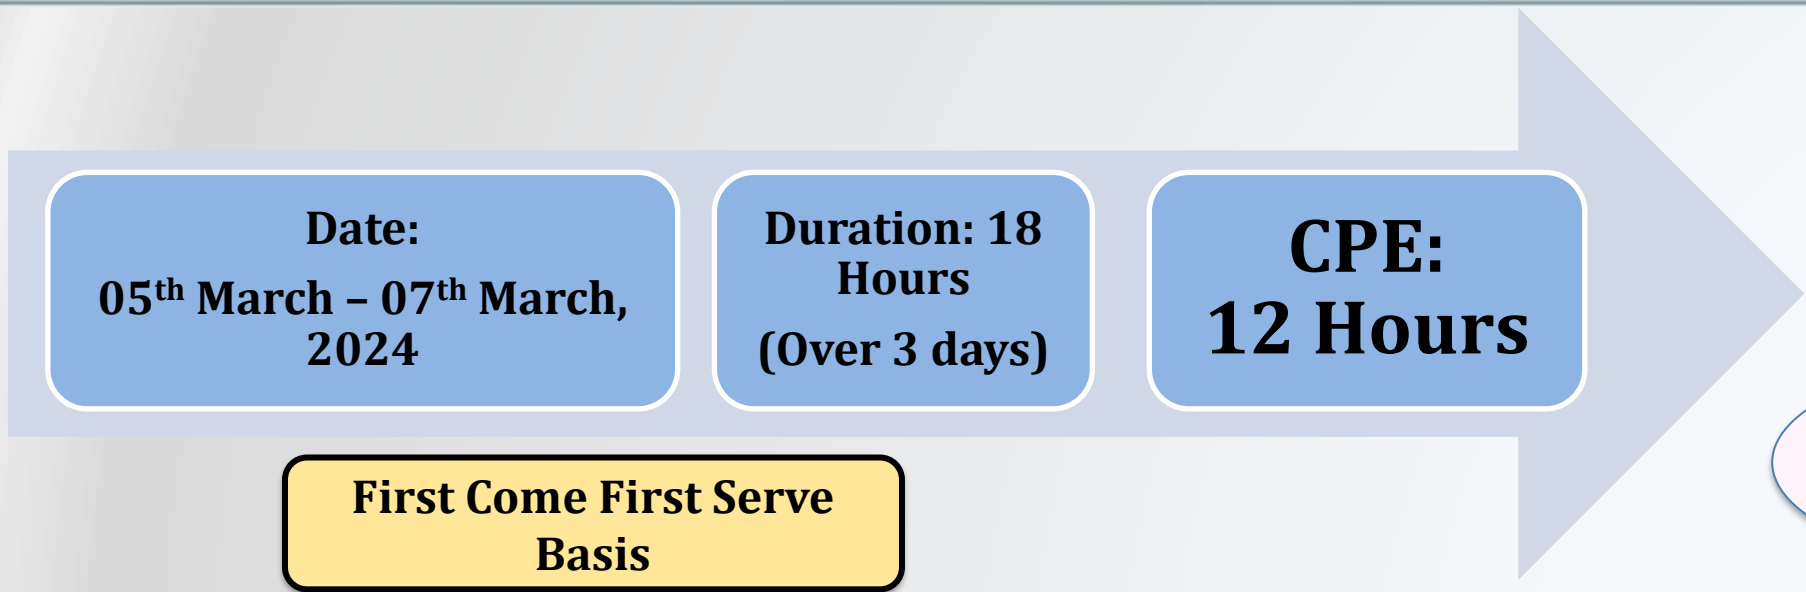 Date:
05th March – 07th March,
2024
Duration: 18
Hours
(Over 3 days)
CPE:
12 Hours
First Come First Serve
Basis